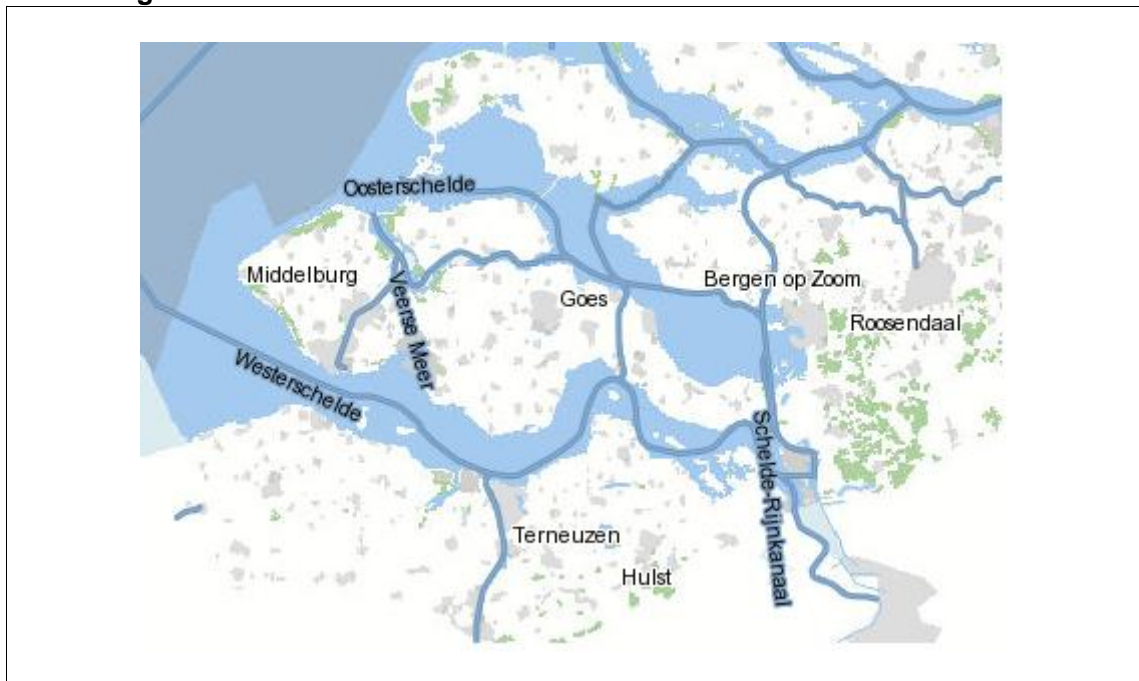 Oosterschelde
Middelburg
Veerse Meer
Goes
Bergen op Zoom
Roosendaal
Westerschelde
Schelde-Rijnkanaal
Terneuzen
Hulst